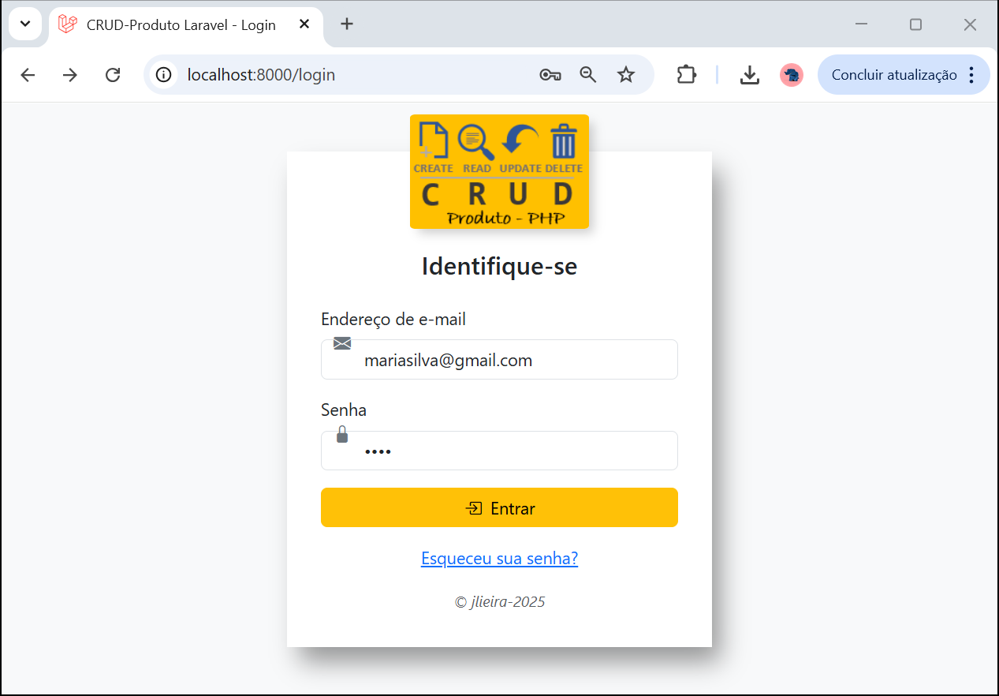 CRUD-Produto Laravel - Login
localhost:8000/login
Concluir atualização
CREATE READ UPDATE DELETE
C R U D
Produto - PHP
Identifique-se
Endereço de e-mail
mariasilva@gmail.com
Senha
••••
Entrar
Esqueceu sua senha?
© jlieira-2025